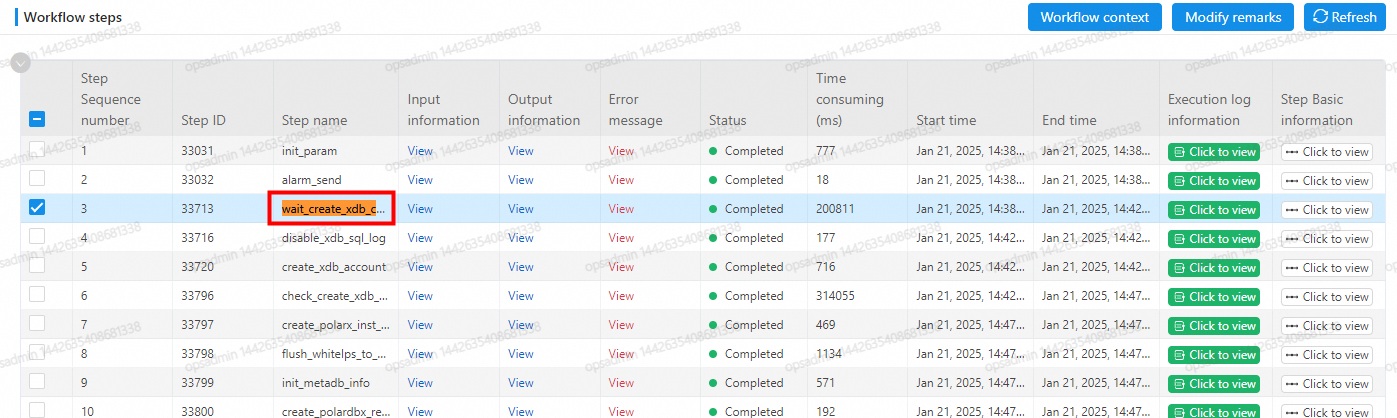 Workflow steps
Workflow context
Modify remarks
Refresh
Step Sequence number
Step ID
Step name
Input information
Output information
Error message
Status
Time consuming (ms)
Start time
End time
Execution log information
Step Basic information
1 33031 init_param View View View Completed 777 Jan 21, 2025, 14:38... Jan 21, 2025, 14:38... Click to view Click to view
2 33032 alarm_send View View View Completed 18 Jan 21, 2025, 14:38... Jan 21, 2025, 14:38... Click to view Click to view
3 33713 wait_create_xdb_c... View View View Completed 200811 Jan 21, 2025, 14:38... Jan 21, 2025, 14:42... Click to view Click to view
4 33716 disable_xdb_sql_log View View View Completed 177 Jan 21, 2025, 14:42... Jan 21, 2025, 14:42... Click to view Click to view
5 33720 create_xdb_account View View View Completed 716 Jan 21, 2025, 14:42... Jan 21, 2025, 14:42... Click to view Click to view
6 33796 check_create_xdb_... View View View Completed 314055 Jan 21, 2025, 14:42... Jan 21, 2025, 14:47... Click to view Click to view
7 33797 create_polarx_inst_... View View View Completed 469 Jan 21, 2025, 14:47... Jan 21, 2025, 14:47... Click to view Click to view
8 33798 flush_whitelps_to_... View View View Completed 1134 Jan 21, 2025, 14:47... Jan 21, 2025, 14:47... Click to view Click to view
9 33799 init_metadb_info View View View Completed 571 Jan 21, 2025, 14:47... Jan 21, 2025, 14:47... Click to view Click to view
10 33800 create_polardbx_re... View View View Completed 192 Jan 21, 2025, 14:47... Jan 21, 2025, 14:47... Click to view Click to view
opsadmin 1442635408681338